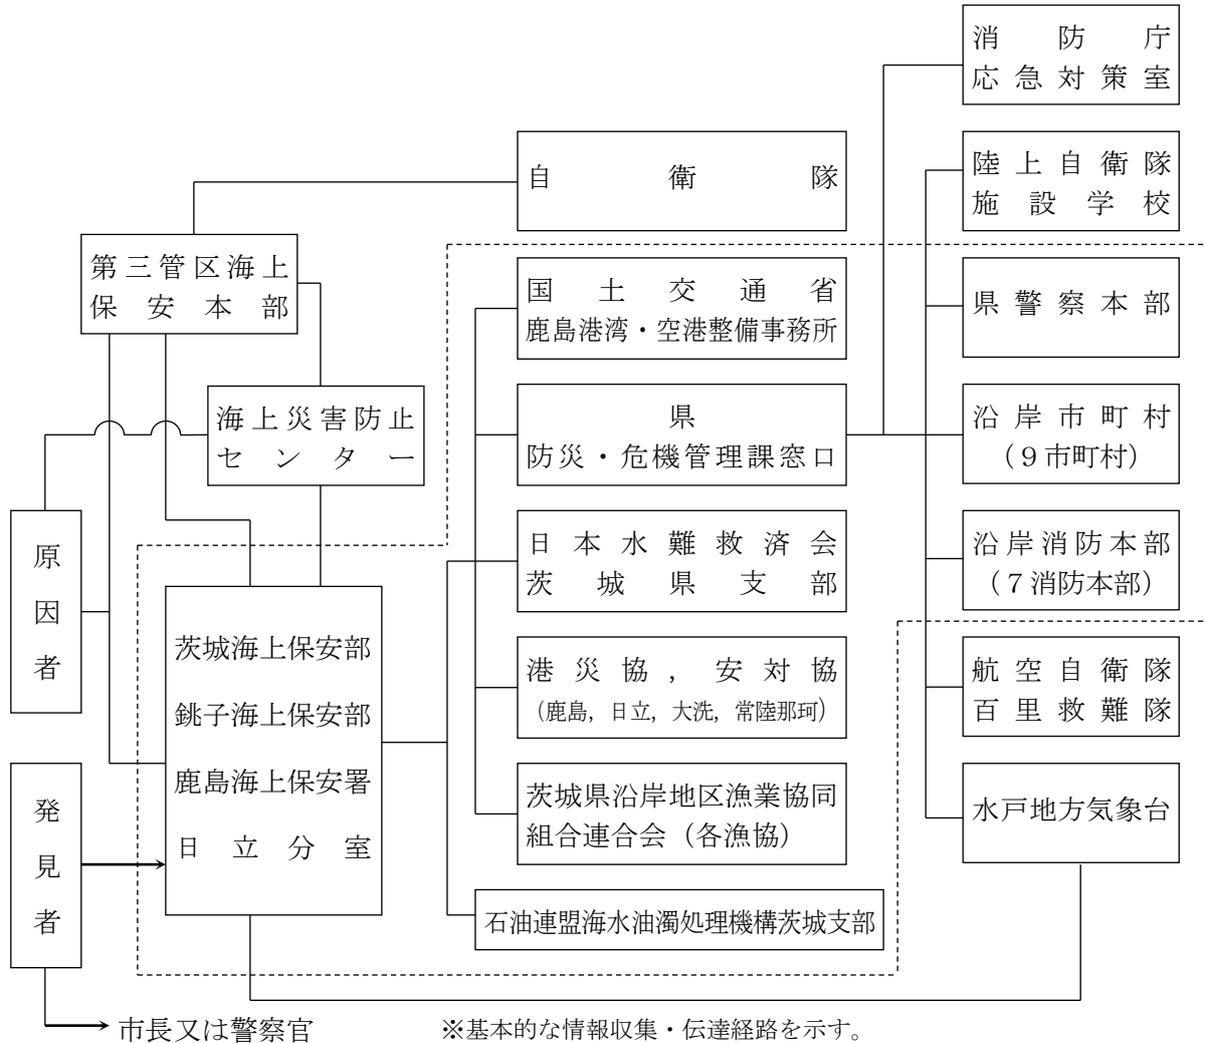 消防庁
応急対策室
陸上自衛隊
施設学校
自衛隊
第三管区海上
保安本部
国土交通省
鹿島港湾・空港整備事務所
県警察本部
海上災害防止
センター
県
防災・危機管理課窓口
沿岸市町村
（９市町村）
原因者
日本水難救済会
茨城県支部
沿岸消防本部
（７消防本部）
茨城海上保安部
銚子海上保安部
鹿島海上保安署
日立分室
港災協，安対協
（鹿島，日立，大洗，常陸那珂）
航空自衛隊
百里救難隊
発見者
茨城県沿岸地区漁業協同
組合連合会（各漁協）
水戸地方気象台
石油連盟海水油濁処理機構茨城支部
市長又は警察官
※基本的な情報収集・伝達経路を示す。